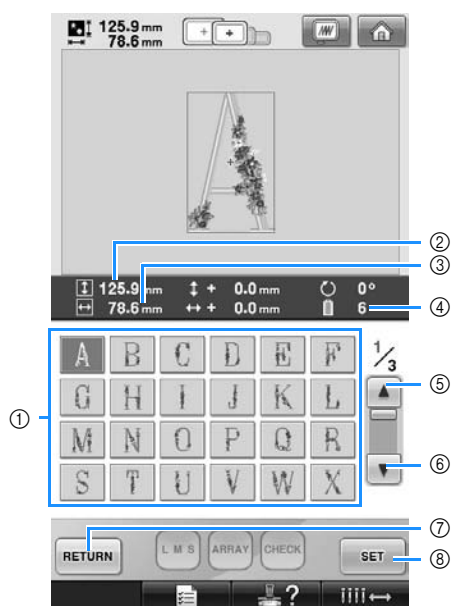 125.9 mm
78.6 mm
A
②
③
125.9 mm + 0.0 mm 0°
78.6 mm + 0.0 mm 6
④
A B C D E F 1/3
⑤
G H I J K L
①
M N O P Q R
⑥
S T U V W X
⑦
RETURN L M S ARRAY CHECK SET
⑧
?